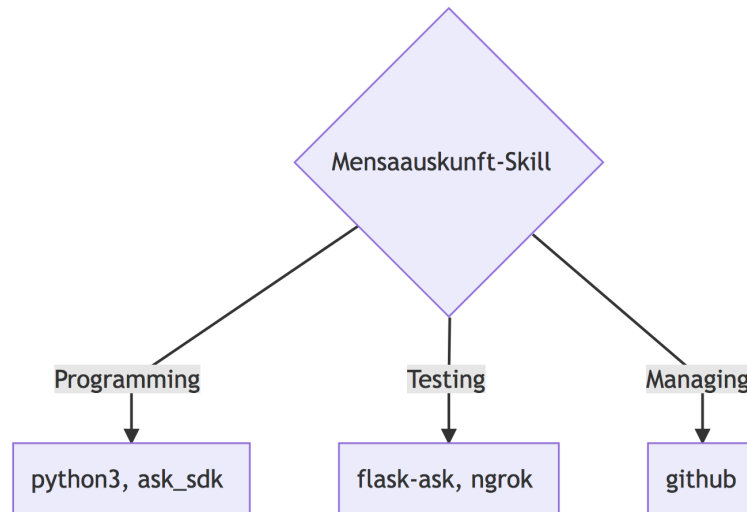 Mensaauskunft-Skill
Programming
Testing
Managing
python3, ask_sdk
flask-ask, ngrok
github